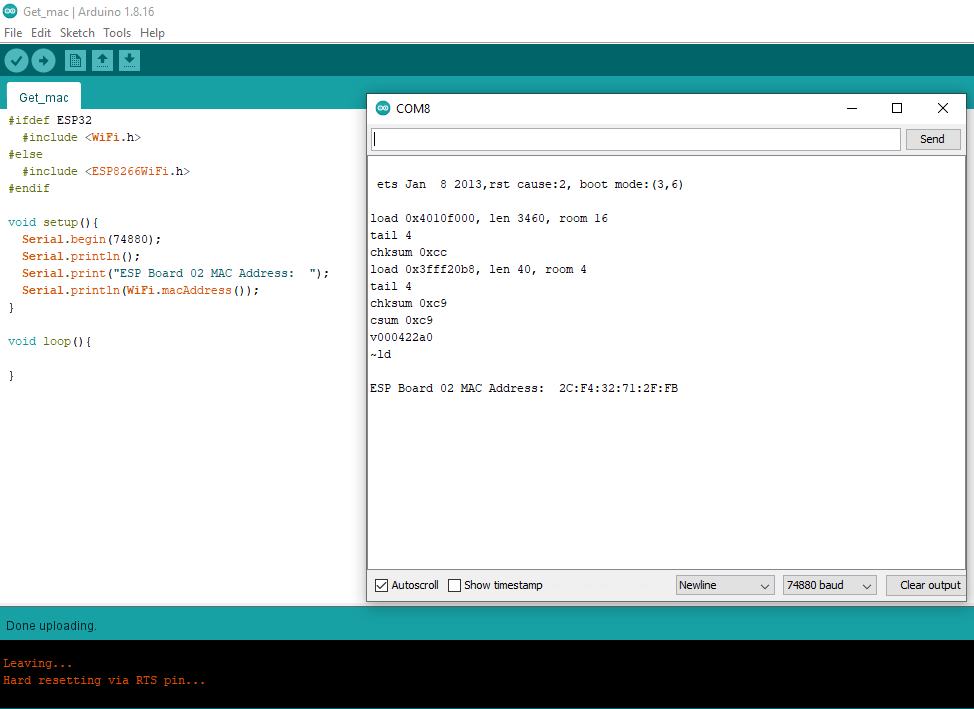 Get_mac | Arduino 1.8.16
File Edit Sketch Tools Help
Get_mac
#ifdef ESP32
  #include <WiFi.h>
#else
  #include <ESP8266WiFi.h>
#endif
void setup(){
  Serial.begin(74880);
  Serial.println();
  Serial.print("ESP Board 02 MAC Address:  ");
  Serial.println(WiFi.macAddress());
}
void loop(){
}
COM8
Send
 ets Jan  8 2013,rst cause:2, boot mode:(3,6)
load 0x4010f000, len 3460, room 16
tail 4
chksum 0xcc
load 0x3fff20b8, len 40, room 4
tail 4
chksum 0xc9
csum 0xc9
v000422a0
~ld
ESP Board 02 MAC Address:  2C:F4:32:71:2F:FB
Autoscroll Show timestamp Newline 74880 baud Clear output
Done uploading.
Leaving...
Hard resetting via RTS pin...